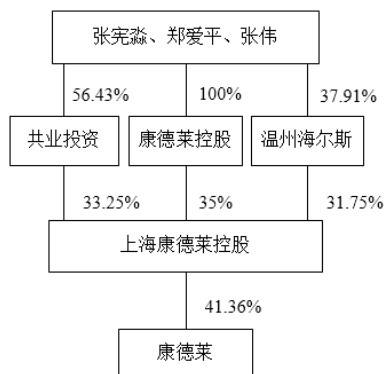 张宪淼、郑爱平、张伟
56.43% 100% 37.91%
共业投资 康德莱控股 温州海尔斯
33.25% 35% 31.75%
上海康德莱控股
41.36%
康德莱